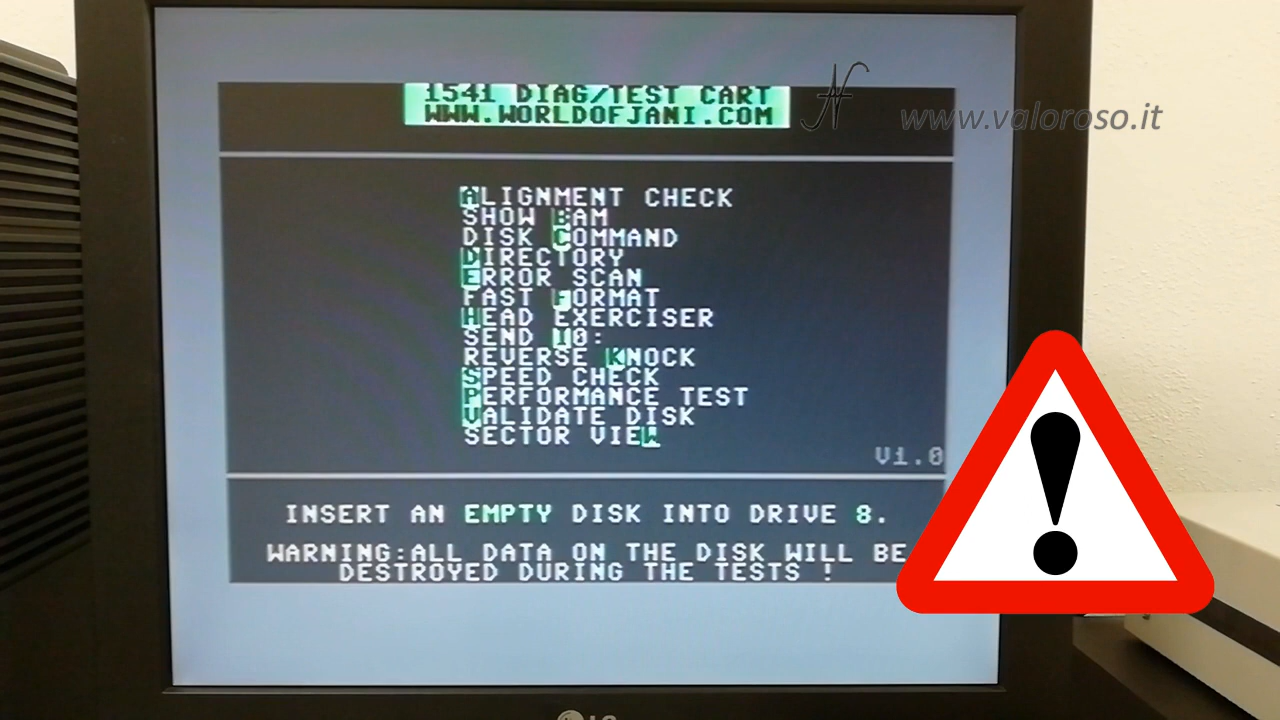 1541 DIAG/TEST CART
WWW.WORLDOFJANI.COM
www.valoroso.it
ALIGNMENT CHECK
SHOW BAM
DISK COMMAND
DIRECTORY
ERROR SCAN
FAST FORMAT
HEAD EXERCISER
SEND I0:
REVERSE KNOCK
SPEED CHECK
PERFORMANCE TEST
VALIDATE DISK
SECTOR VIEW
V1.0
INSERT AN EMPTY DISK INTO DRIVE 8.
WARNING:ALL DATA ON THE DISK WILL BE
DESTROYED DURING THE TESTS !
LG